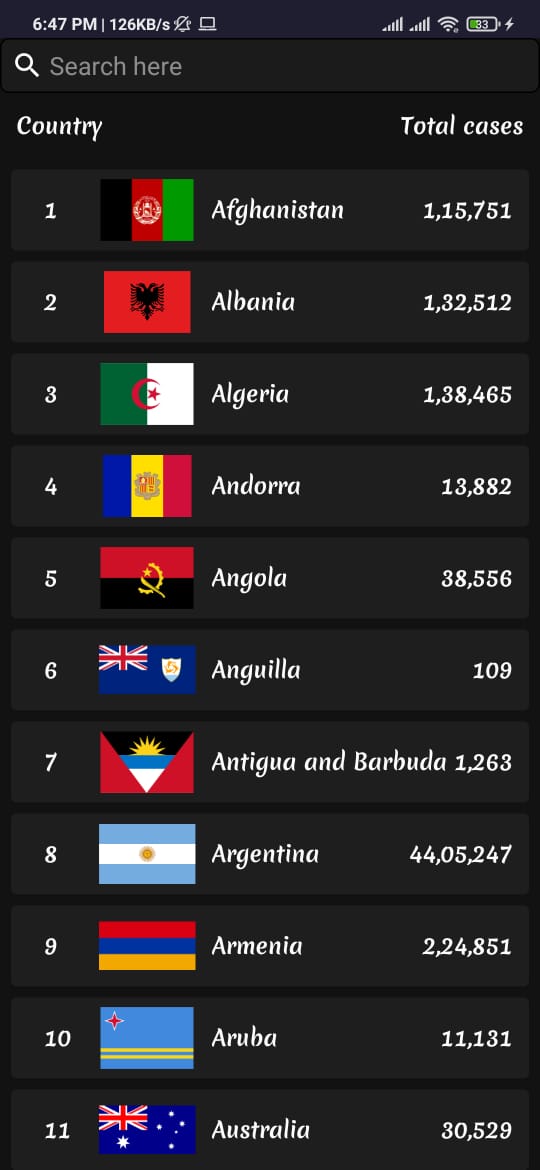 6:47 PM | 126KB/s 33
Search here
Country Total cases
1 Afghanistan 1,15,751
2 Albania 1,32,512
3 Algeria 1,38,465
4 Andorra 13,882
5 Angola 38,556
6 Anguilla 109
7 Antigua and Barbuda 1,263
8 Argentina 44,05,247
9 Armenia 2,24,851
10 Aruba 11,131
11 Australia 30,529